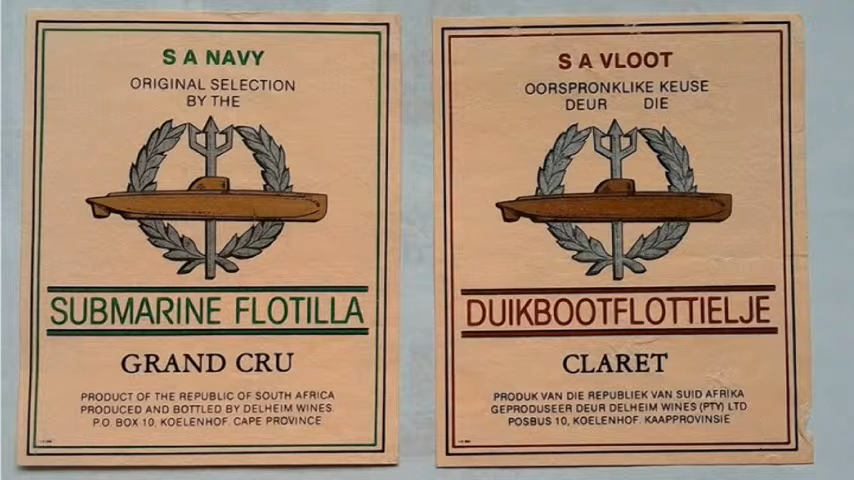 S A NAVY
ORIGINAL SELECTION
BY THE
SUBMARINE FLOTILLA
GRAND CRU
PRODUCT OF THE REPUBLIC OF SOUTH AFRICA
PRODUCED AND BOTTLED BY DELHEIM WINES
P.O. BOX 10, KOELENHOF. CAPE PROVINCE
S A VLOOT
OORSPRONKLIKE KEUSE
DEUR DIE
DUIKBOOTFLOTTIELJE
CLARET
PRODUK VAN DIE REPUBLIEK VAN SUID AFRIKA
GEPRODUSEER DEUR DELHEIM WINES (PTY) LTD
POSBUS 10, KOELENHOF. KAAPPROVINSIE